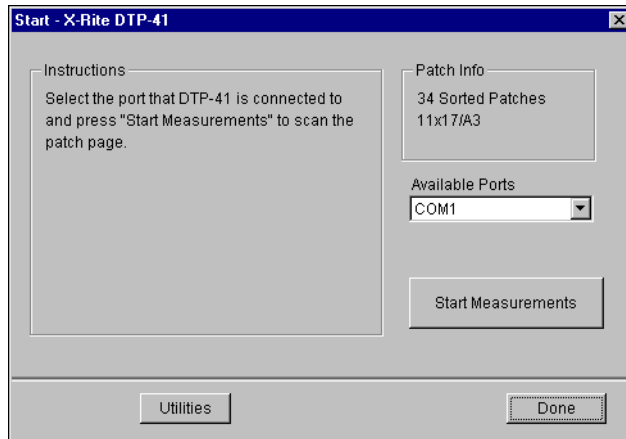 Start - X-Rite DTP-41
Instructions
Select the port that DTP-41 is connected to
and press "Start Measurements" to scan the
patch page.
Patch Info
34 Sorted Patches
11x17/A3
Available Ports
COM1
Start Measurements
Utilities
Done